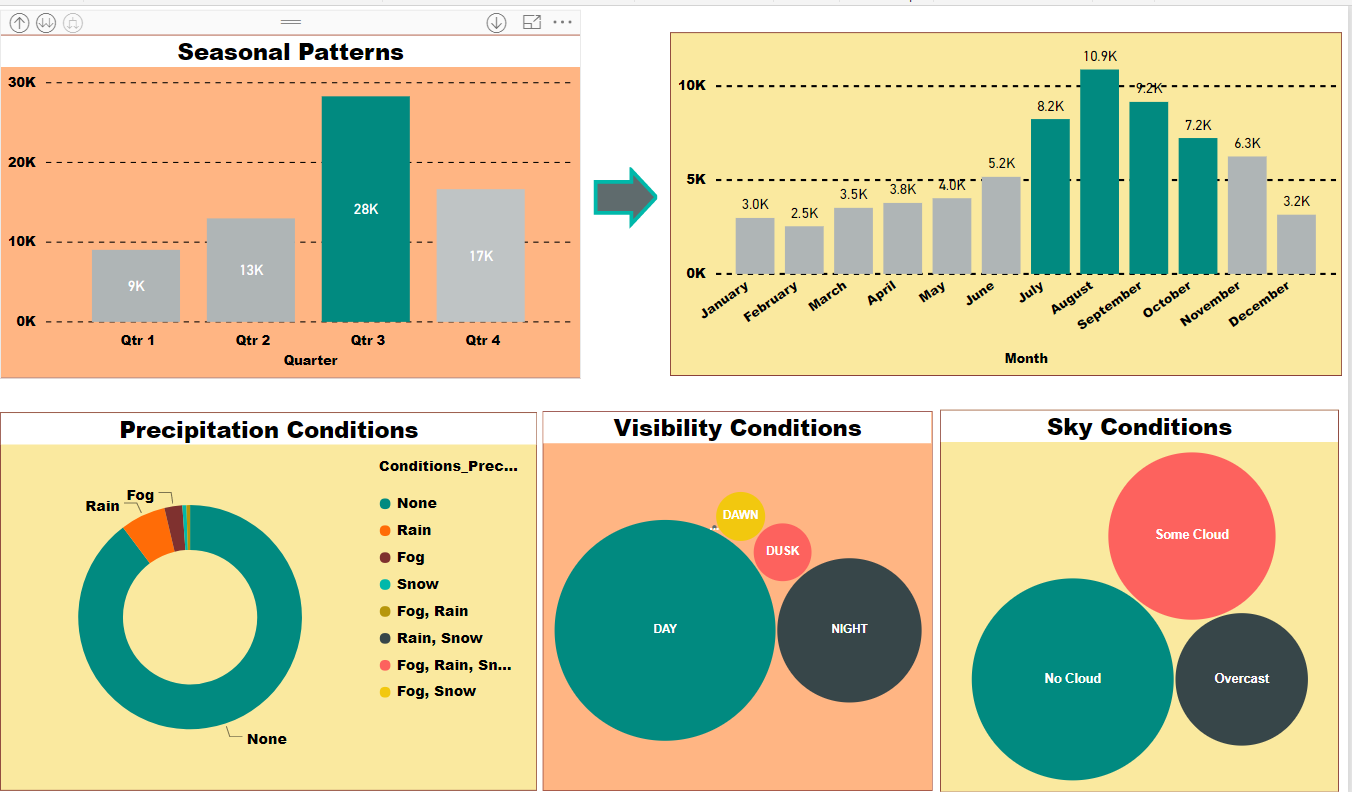 Seasonal Patterns
30K
20K
10K
0K
9K
13K
28K
17K
Qtr 1 Qtr 2 Qtr 3 Qtr 4
Quarter
10K
5K
0K
3.0K
2.5K
3.5K
3.8K
4.0K
5.2K
8.2K
10.9K
9.2K
7.2K
6.3K
3.2K
January February March April May June July August September October November December
Month
Precipitation Conditions
Conditions_Prec...
None
Rain
Fog
Snow
Fog, Rain
Rain, Snow
Fog, Rain, Sn...
Fog, Snow
Fog
Rain
None
Visibility Conditions
DAWN
DUSK
DAY
NIGHT
Sky Conditions
Some Cloud
No Cloud
Overcast